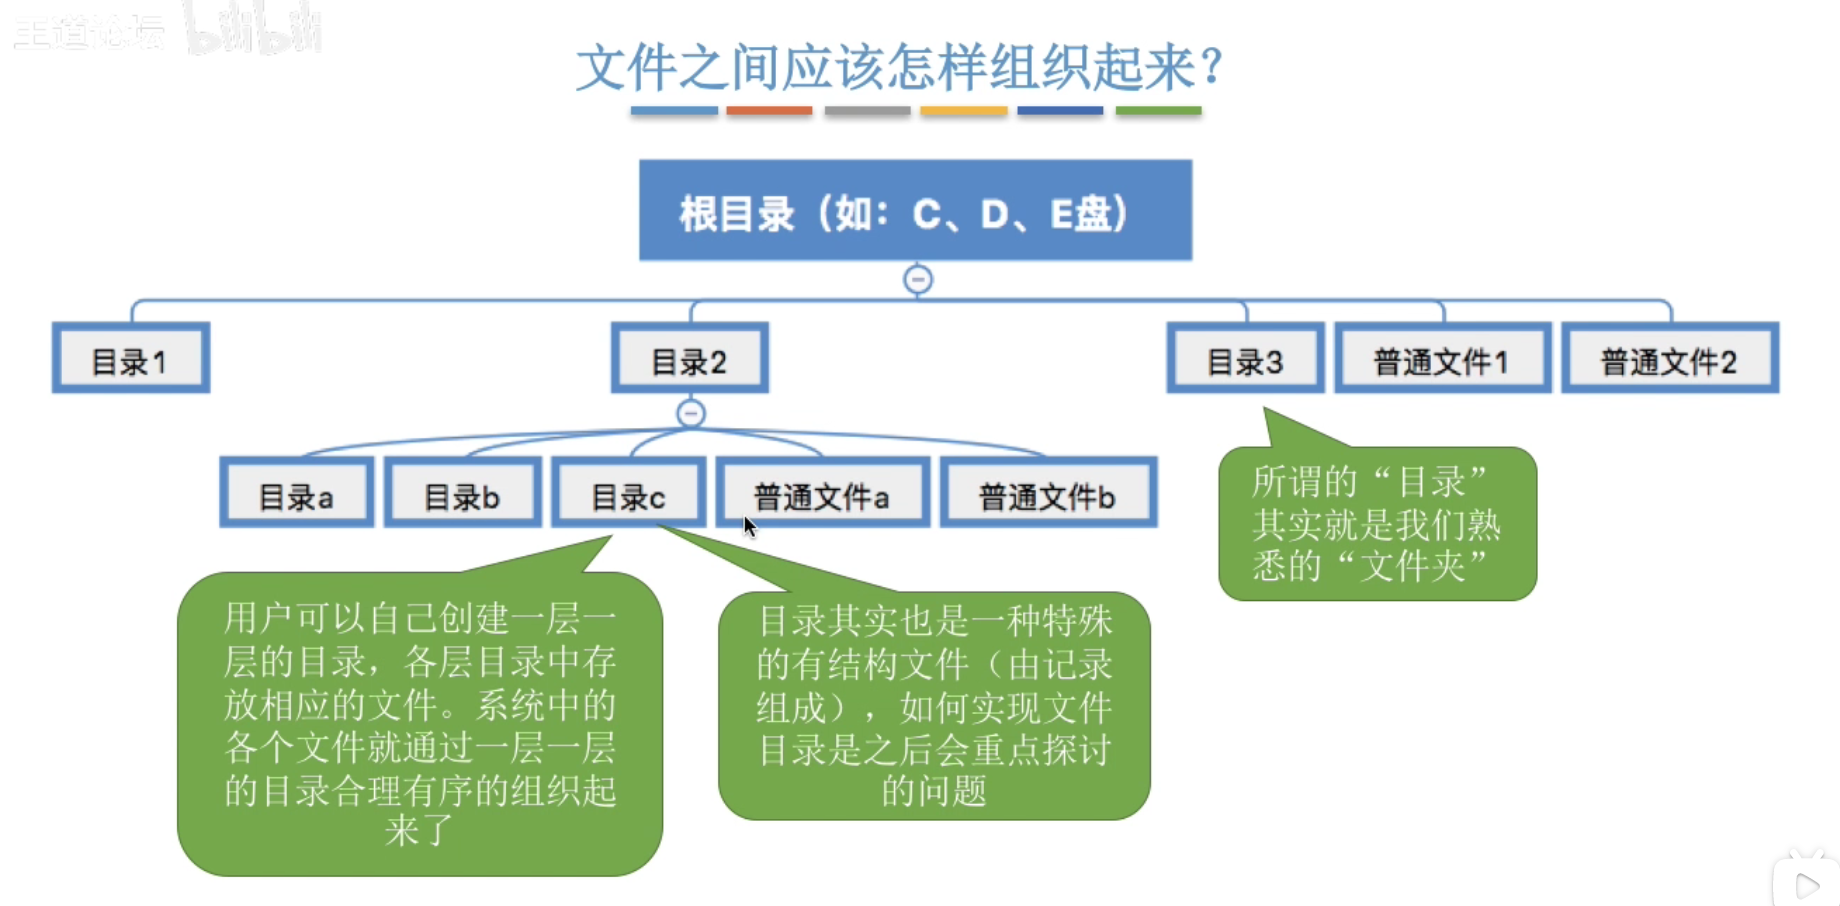 王道论坛 bilibili
文件之间应该怎样组织起来？
根目录（如：C、D、E盘）
目录1
目录2
目录3
普通文件1
普通文件2
目录a
目录b
目录c
普通文件a
普通文件b
所谓的“目录”
其实就是我们熟
悉的“文件夹”
用户可以自己创建一层一
层的目录，各层目录中存
放相应的文件。系统中的
各个文件就通过一层一层
的目录合理有序的组织起
来了
目录其实也是一种特殊
的有结构文件（由记录
组成），如何实现文件
目录是之后会重点探讨
的问题